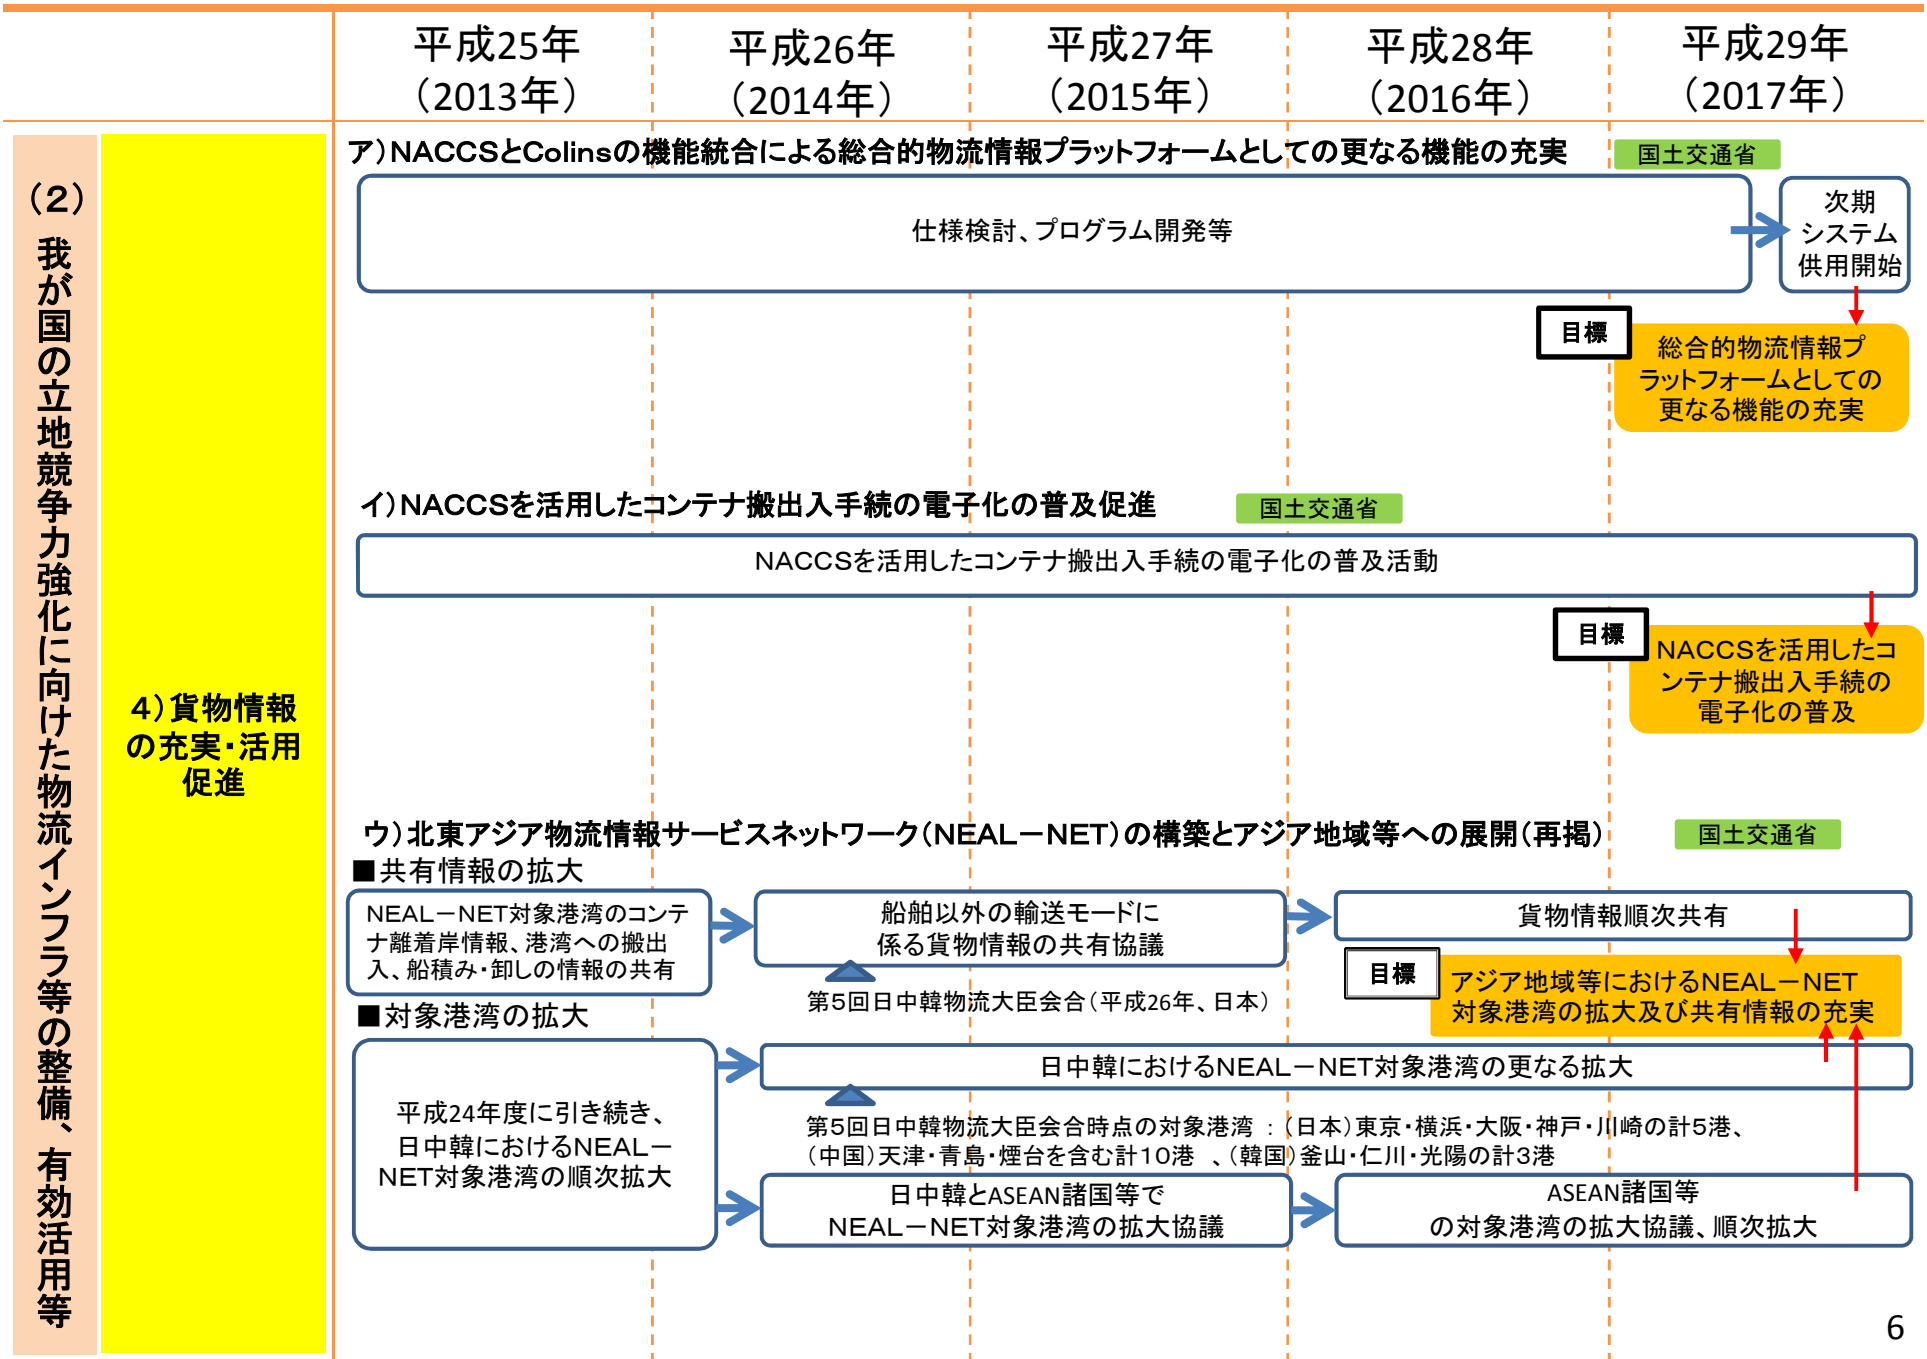 平成25年
（2013年）
平成26年
（2014年）
平成27年
（2015年）
平成28年
（2016年）
平成29年
（2017年）
（２）我が国の立地競争力強化に向けた物流インフラ等の整備、有効活用等
４）貨物情報
の充実・活用
促進
ア）NACCSとColinsの機能統合による総合的物流情報プラットフォームとしての更なる機能の充実
国土交通省
仕様検討、プログラム開発等
次期
システム
供用開始
目標
総合的物流情報プ
ラットフォームとしての
更なる機能の充実
イ）NACCSを活用したコンテナ搬出入手続の電子化の普及促進
国土交通省
NACCSを活用したコンテナ搬出入手続の電子化の普及活動
目標
NACCSを活用したコ
ンテナ搬出入手続の
電子化の普及
ウ）北東アジア物流情報サービスネットワーク（NEAL－NET）の構築とアジア地域等への展開（再掲）
国土交通省
■共有情報の拡大
NEAL－NET対象港湾のコンテ
ナ離着岸情報、港湾への搬出
入、船積み・卸しの情報の共有
船舶以外の輸送モードに
係る貨物情報の共有協議
貨物情報順次共有
第５回日中韓物流大臣会合（平成26年、日本）
目標
アジア地域等におけるNEAL－NET
対象港湾の拡大及び共有情報の充実
■対象港湾の拡大
平成24年度に引き続き、
日中韓におけるNEAL－
NET対象港湾の順次拡大
日中韓におけるNEAL－NET対象港湾の更なる拡大
第５回日中韓物流大臣会合時点の対象港湾 ：（日本）東京・横浜・大阪・神戸・川崎の計５港、
（中国）天津・青島・煙台を含む計１０港 、（韓国）釜山・仁川・光陽の計３港
日中韓とASEAN諸国等で
NEAL－NET対象港湾の拡大協議
ASEAN諸国等
の対象港湾の拡大協議、順次拡大
6